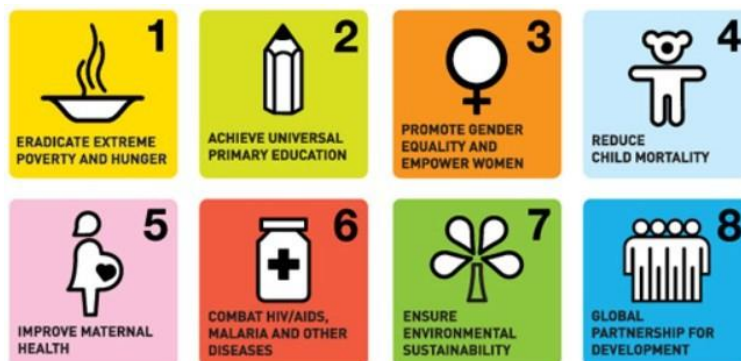 1
ERADICATE EXTREME
POVERTY AND HUNGER
2
ACHIEVE UNIVERSAL
PRIMARY EDUCATION
3
PROMOTE GENDER
EQUALITY AND
EMPOWER WOMEN
4
REDUCE
CHILD MORTALITY
5
IMPROVE MATERNAL
HEALTH
6
COMBAT HIV/AIDS,
MALARIA AND OTHER
DISEASES
7
ENSURE
ENVIRONMENTAL
SUSTAINABILITY
8
GLOBAL
PARTNERSHIP FOR
DEVELOPMENT